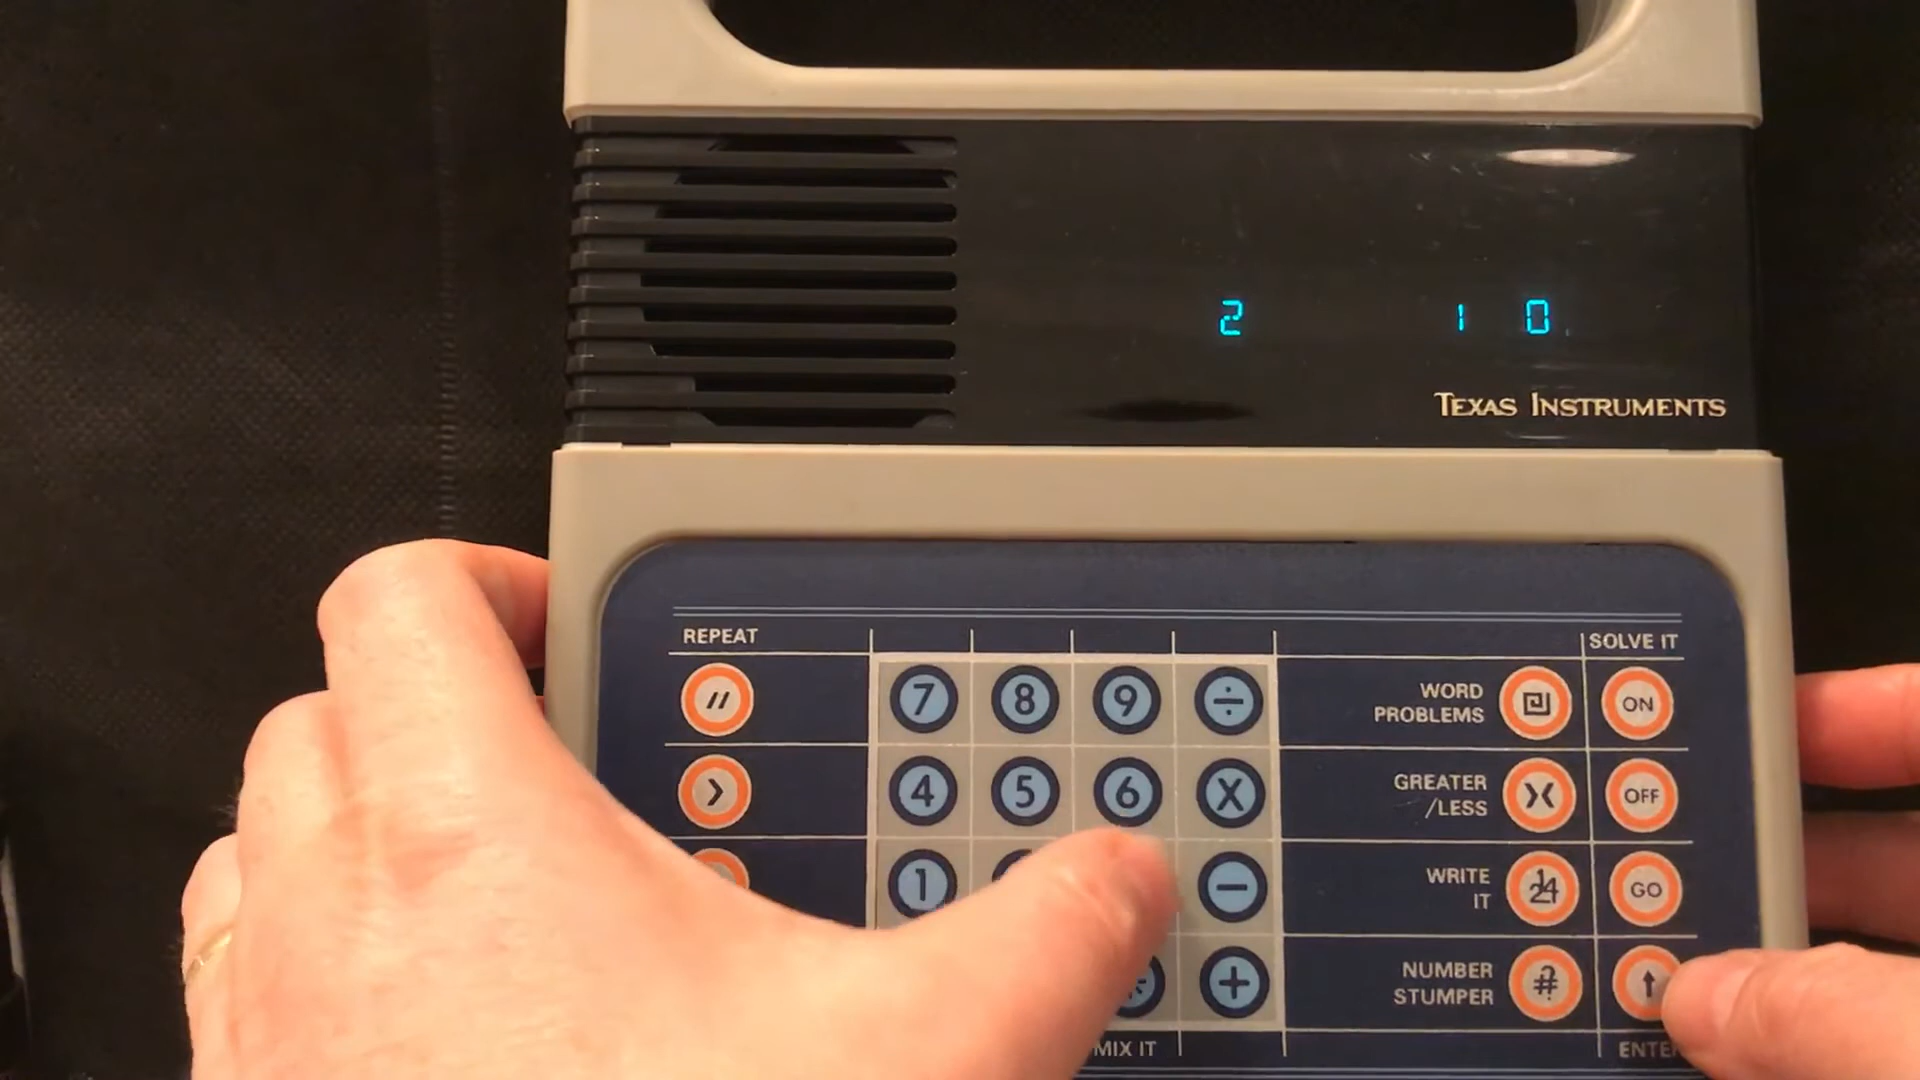 2 1 0
TEXAS INSTRUMENTS
REPEAT
SOLVE IT
7 8 9 ÷
WORD
PROBLEMS
ON
>
4 5 6 X
GREATER
/LESS
OFF
1 −
WRITE
IT
GO
+
NUMBER
STUMPER
MIX IT